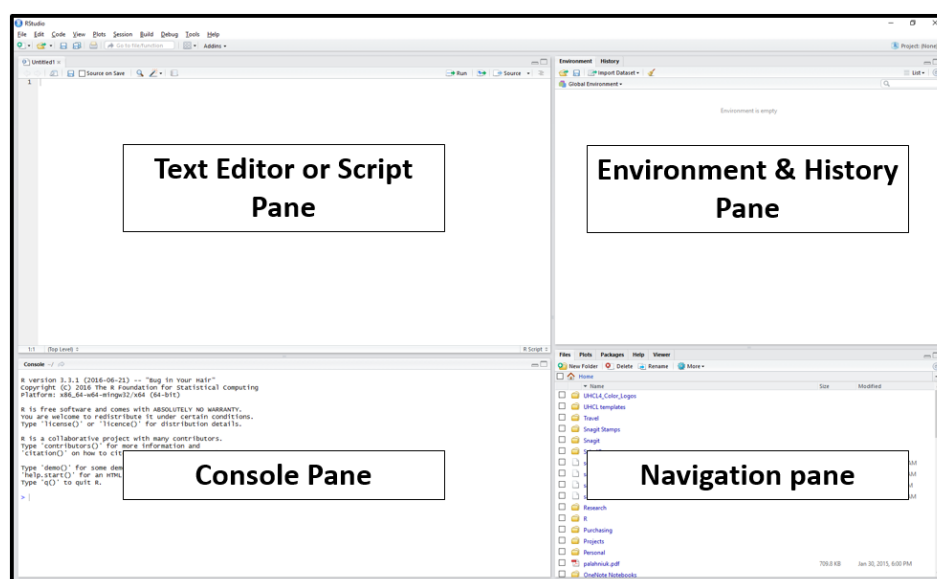 RStudio
File Edit Code View Plots Session Build Debug Tools Help
Go to file/function Addins
Project: (None)
Untitled1
Source on Save Run Source
1
Text Editor or Script
Pane
1:1 (Top Level) R Script
Environment History
Import Dataset List
Global Environment
Environment is empty
Environment & History
Pane
Console ~/
R version 3.3.1 (2016-06-21) -- "Bug in Your Hair"
Copyright (C) 2016 The R Foundation for Statistical Computing
Platform: x86_64-w64-mingw32/x64 (64-bit)
R is free software and comes with ABSOLUTELY NO WARRANTY.
You are welcome to redistribute it under certain conditions.
Type 'license()' or 'licence()' for distribution details.
R is a collaborative project with many contributors.
Type 'contributors()' for more information and
'citation()' on how to cit
Type 'demo()' for some dem
'help.start()' for an HTML
Type 'q()' to quit R.
>
Console Pane
Files Plots Packages Help Viewer
New Folder Delete Rename More
Home
Name Size Modified
UHCL4_Color_Logos
UHCL templates
Travel
Snagit Stamps
Snagit
Navigation pane
Research
R
Purchasing
Projects
Personal
palahniuk.pdf 709.8 KB Jan 30, 2015, 6:00 PM
OneNote Notebooks